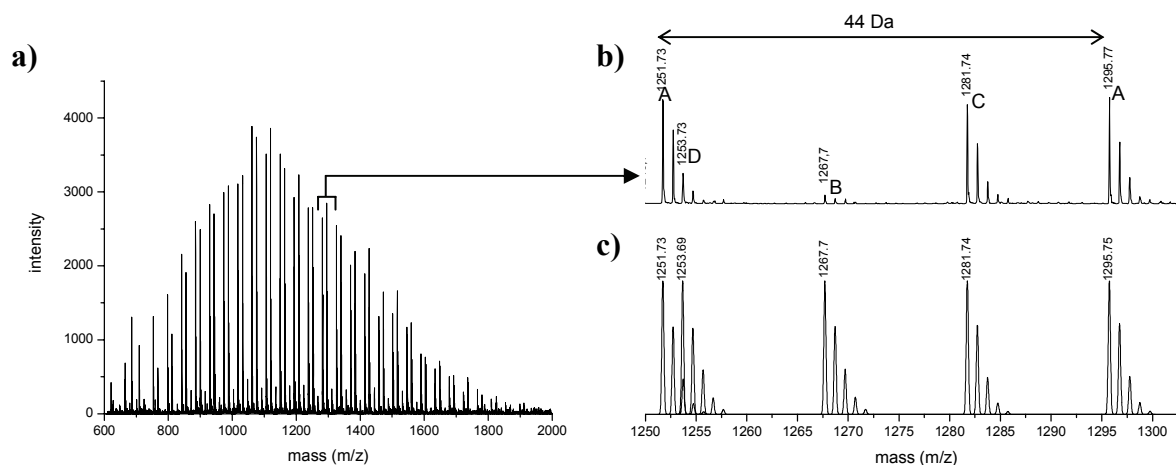 a)
4000
3000
2000
1000
0
intensity
600 800 1000 1200 1400 1600 1800 2000
mass (m/z)
b)
44 Da
1251.73
A
1253.73
D
1267,7
B
1281.74
C
1295.77
A
c)
1251.73
1253.69
1267.7
1281.74
1295.75
1250 1255 1260 1265 1270 1275 1280 1285 1290 1295 1300
mass (m/z)